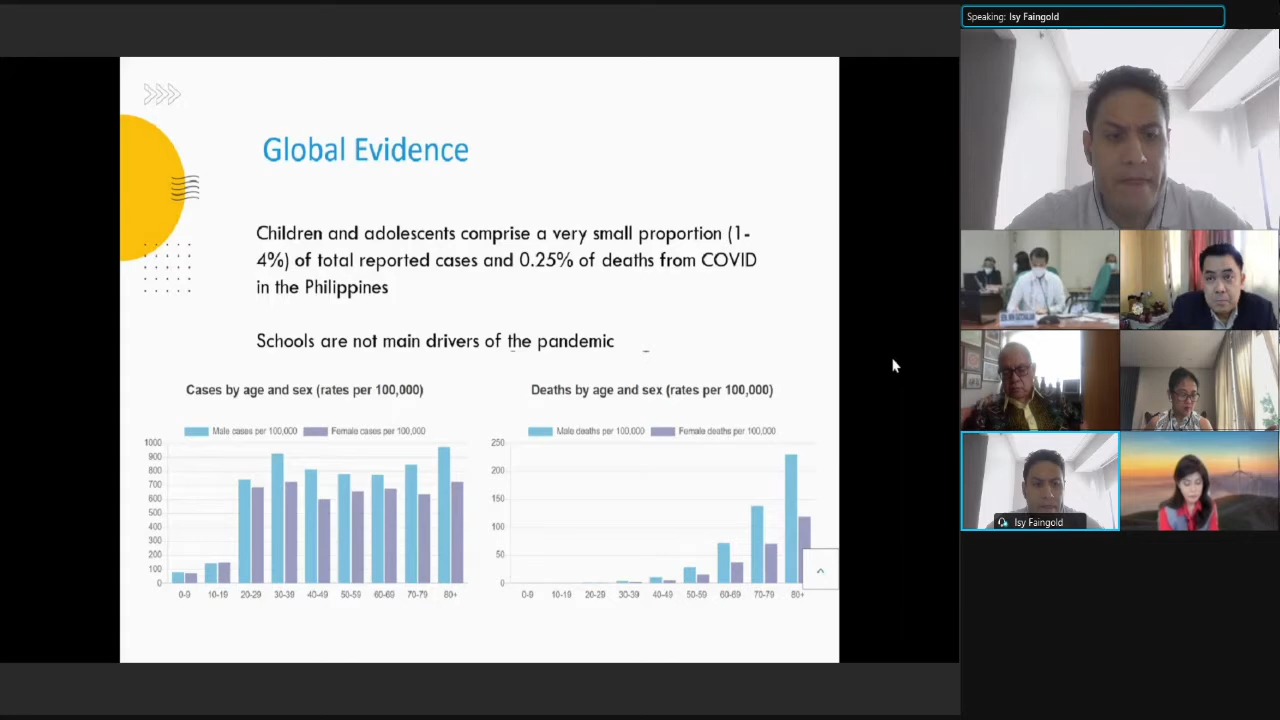 Speaking: Isy Faingold
Global Evidence
Children and adolescents comprise a very small proportion (1-
4%) of total reported cases and 0.25% of deaths from COVID
in the Philippines
Schools are not main drivers of the pandemic
Cases by age and sex (rates per 100,000)
Male cases per 100,000 Female cases per 100,000
1000
900
800
700
600
500
400
300
200
100
0
0-9 10-19 20-29 30-39 40-49 50-59 60-69 70-79 80+
Deaths by age and sex (rates per 100,000)
Male deaths per 100,000 Female deaths per 100,000
250
200
150
100
50
0
0-9 10-19 20-29 30-39 40-49 50-59 60-69 70-79 80+
Isy Faingold